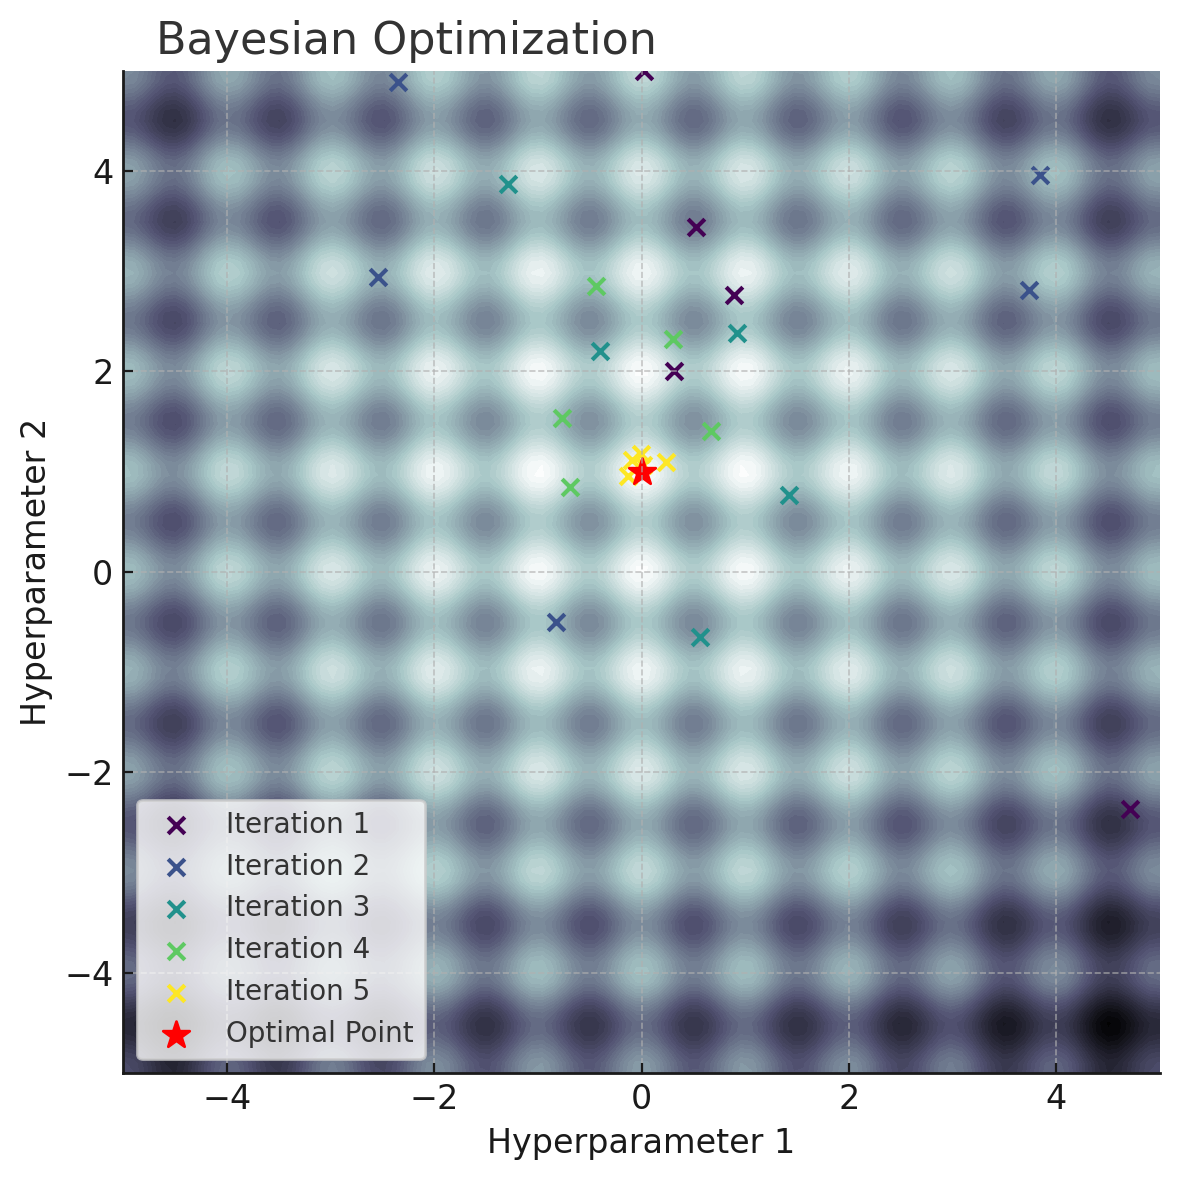 Bayesian Optimization
4
2
0
−2
−4
Hyperparameter 2
Iteration 1
Iteration 2
Iteration 3
Iteration 4
Iteration 5
Optimal Point
−4 −2 0 2 4
Hyperparameter 1